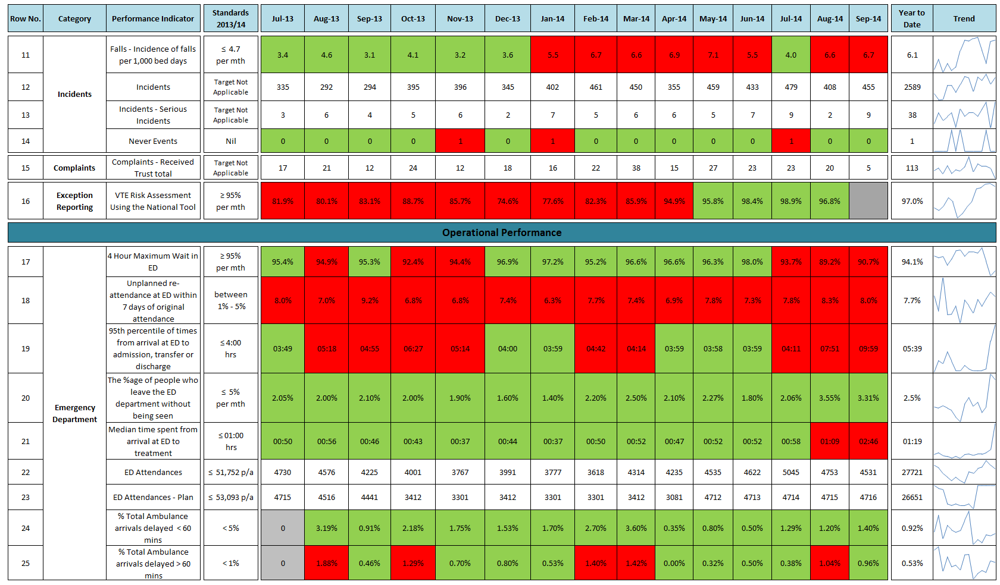 Row No. Category Performance Indicator Standards 2013/14 Jul-13 Aug-13 Sep-13 Oct-13 Nov-13 Dec-13 Jan-14 Feb-14 Mar-14 Apr-14 May-14 Jun-14 Jul-14 Aug-14 Sep-14 Year to Date Trend
Incidents
11 Falls - Incidence of falls per 1,000 bed days ≤ 4.7 per mth 3.4 4.6 3.1 4.1 3.2 3.6 5.5 6.7 6.6 6.9 7.1 5.5 4.0 6.6 6.7 6.1
12 Incidents Target Not Applicable 335 292 294 395 396 345 402 461 450 355 459 433 479 408 455 2589
13 Incidents - Serious Incidents Target Not Applicable 3 6 4 5 6 2 7 5 6 6 5 7 9 2 9 38
14 Never Events Nil 0 0 0 0 1 0 1 0 0 0 0 0 1 0 0 1
15 Complaints Complaints - Received Trust total Target Not Applicable 17 21 12 24 12 18 16 22 38 15 27 23 23 20 5 113
16 Exception Reporting VTE Risk Assessment Using the National Tool ≥ 95% per mth 81.9% 80.1% 83.1% 88.7% 85.7% 74.6% 77.6% 82.3% 85.9% 94.9% 95.8% 98.4% 98.9% 96.8% 97.0%
Operational Performance
Emergency Department
17 4 Hour Maximum Wait in ED ≥ 95% per mth 95.4% 94.9% 95.3% 92.4% 94.4% 96.9% 97.2% 95.2% 96.6% 96.6% 96.3% 98.0% 93.7% 89.2% 90.7% 94.1%
18 Unplanned re-attendance at ED within 7 days of original attendance between 1% - 5% 8.0% 7.0% 9.2% 6.8% 6.8% 7.4% 6.3% 7.7% 7.4% 6.9% 7.8% 7.3% 7.8% 8.3% 8.0% 7.7%
19 95th percentile of times from arrival at ED to admission, transfer or discharge ≤ 4:00 hrs 03:49 05:18 04:55 06:27 05:14 04:00 03:59 04:42 04:14 03:59 03:58 03:59 04:11 07:51 09:59 05:39
20 The %age of people who leave the ED department without being seen ≤ 5% per mth 2.05% 2.00% 2.10% 2.00% 1.90% 1.60% 1.40% 2.20% 2.50% 2.10% 2.27% 1.80% 2.06% 3.55% 3.31% 2.5%
21 Median time spent from arrival at ED to treatment ≤ 01:00 hrs 00:50 00:56 00:46 00:43 00:37 00:44 00:37 00:50 00:52 00:47 00:52 00:52 00:58 01:09 02:46 01:19
22 ED Attendances ≤ 51,752 p/a 4730 4576 4225 4001 3767 3991 3777 3618 4314 4235 4535 4622 5045 4753 4531 27721
23 ED Attendances - Plan ≤ 53,093 p/a 4715 4516 4441 3412 3301 3412 3301 3301 3412 3081 4712 4713 4714 4715 4716 26651
24 % Total Ambulance arrivals delayed < 60 mins < 5% 0 3.19% 0.91% 2.18% 1.75% 1.53% 1.70% 2.70% 3.60% 0.35% 0.80% 0.50% 1.29% 1.20% 1.40% 0.92%
25 % Total Ambulance arrivals delayed > 60 mins < 1% 0 1.88% 0.46% 1.29% 0.70% 0.80% 0.53% 1.40% 1.42% 0.00% 0.32% 0.50% 0.38% 1.04% 0.96% 0.53%